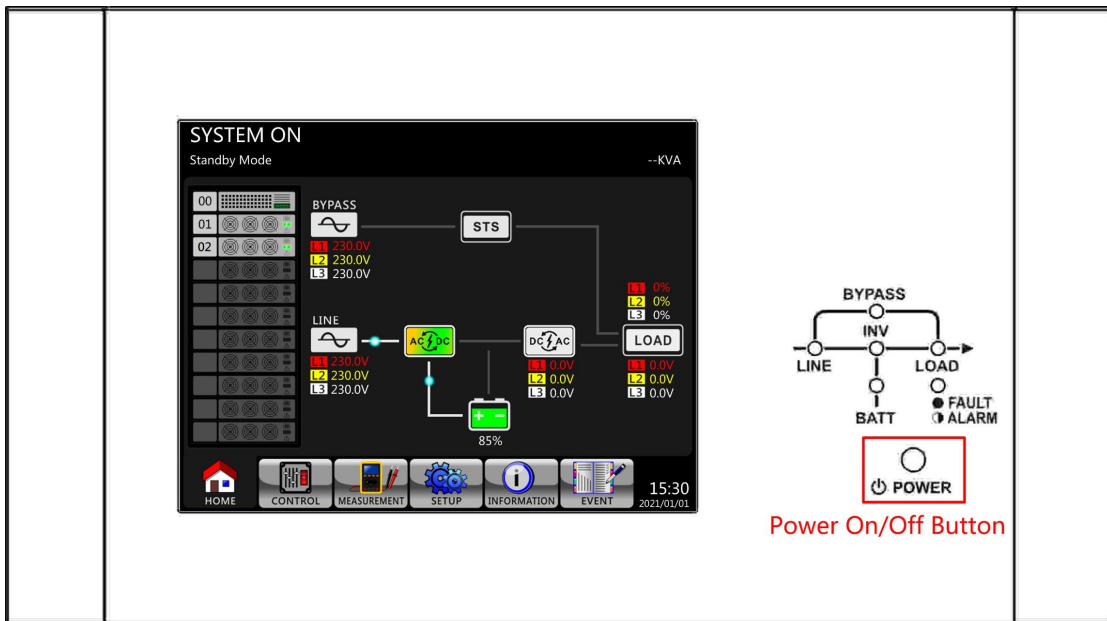 SYSTEM ON
Standby Mode
--KVA
00
01
02
BYPASS
L1 230.0V
L2 230.0V
L3 230.0V
STS
LINE
L1 230.0V
L2 230.0V
L3 230.0V
AC DC
DC AC
L1 0.0V
L2 0.0V
L3 0.0V
L1 0%
L2 0%
L3 0%
LOAD
L1 0.0V
L2 0.0V
L3 0.0V
85%
HOME
CONTROL
MEASUREMENT
SETUP
INFORMATION
EVENT
15:30
2021/01/01
BYPASS
INV
LINE
LOAD
BATT
FAULT
ALARM
POWER
Power On/Off Button